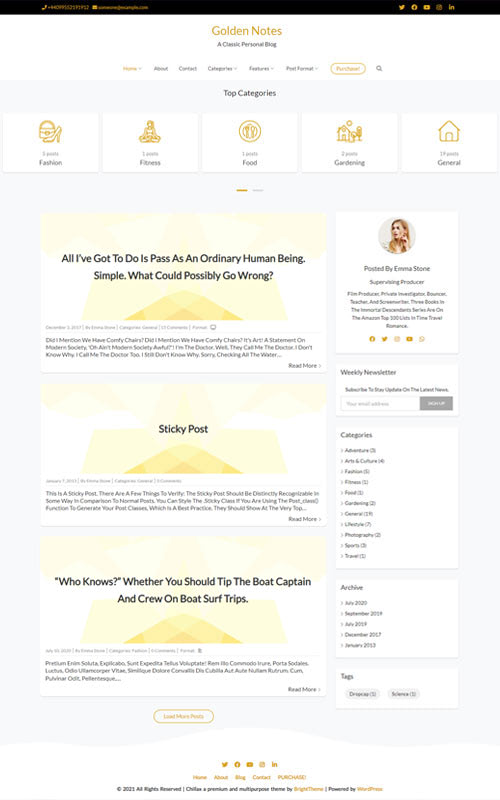 +44099552191952 someone@example.com
Golden Notes
A Classic Personal Blog
Home About Contact Categories Features Post Format Purchase!
Top Categories
3 posts
Fashion
1 posts
Fitness
1 posts
Food
2 posts
Gardening
19 posts
General
All I've Got To Do Is Pass As An Ordinary Human Being.
Simple. What Could Possibly Go Wrong?
December 3, 2017 | By Emma Stone | Categories: General | 13 Comments | Format:
Did I Mention We Have Comfy Chairs? Did I Mention We Have Comfy Chairs? It's Art! A Statement On
Modern Society, 'Oh Ain't Modern Society Awful?'! I'm The Doctor. Well, They Call Me The Doctor. I Don't
Know Why. I Call Me The Doctor Too. I Still Don't Know Why. Sorry, Checking All The Water...
Read More
Sticky Post
January 7, 2013 | By Emma Stone | Categories: General | 0 Comments
This Is A Sticky Post. There Are A Few Things To Verify: The Sticky Post Should Be Distinctly Recognizable In
Some Way In Comparison To Normal Posts. You Can Style The .Sticky Class If You Are Using The Post_class()
Function To Generate Your Post Classes, Which Is A Best Practice. They Should Show At The Very Top...
Read More
“Who Knows?” Whether You Should Tip The Boat Captain
And Crew On Boat Surf Trips.
July 10, 2020 | By Emma Stone | Categories: Fashion | 0 Comments | Format:
Pretium Enim Soluta, Explicabo, Sunt Expedita Tellus Voluptate! Rem Illo Commodo Irure, Porta Sodales.
Luctus, Odio Ullamcorper Vitae, Similique Dolore Convallis Dis Cubilia Aut Aute Nullam Rutrum. Cum,
Pulvinar Odit, Pellentesque,...
Read More
Load More Posts
Posted By Emma Stone
Supervising Producer
Film Producer, Private Investigator, Bouncer,
Teacher, And Screenwriter. Three Books In
The Immortal Descendants Series Are On
The Amazon Top 100 Lists In Time Travel
Romance.
Weekly Newsletter
Subscribe To Stay Update On The Latest News.
Your email address SIGN UP
Categories
Adventure (3)
Arts & Culture (4)
Fashion (5)
Fitness (1)
Food (1)
Gardening (2)
General (19)
Lifestyle (7)
Photography (2)
Sports (3)
Travel (1)
Archive
July 2020
September 2019
July 2019
December 2017
January 2013
Tags
Dropcap (1) Science (1)
Home About Blog Contact PURCHASE!
© 2021 All Rights Reserved | Chillax a premium and multipurpose theme by BrightThemo | Powered by WordPress